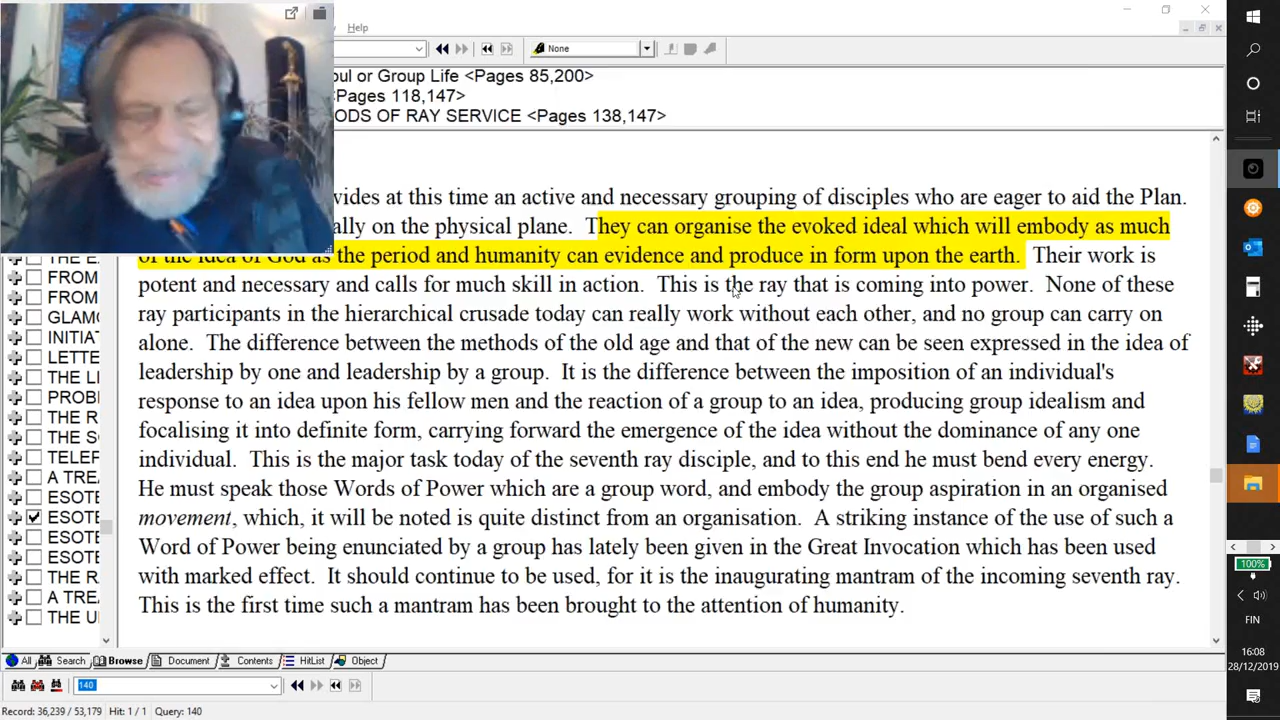 Help
None
oul or Group Life <Pages 85,200>
<Pages 118,147>
ODS OF RAY SERVICE <Pages 138,147>
vides at this time an active and necessary grouping of disciples who are eager to aid the Plan.
ally on the physical plane. They can organise the evoked ideal which will embody as much
of the idea of God as the period and humanity can evidence and produce in form upon the earth. Their work is
potent and necessary and calls for much skill in action. This is the ray that is coming into power. None of these
ray participants in the hierarchical crusade today can really work without each other, and no group can carry on
alone. The difference between the methods of the old age and that of the new can be seen expressed in the idea of
leadership by one and leadership by a group. It is the difference between the imposition of an individual's
response to an idea upon his fellow men and the reaction of a group to an idea, producing group idealism and
focalising it into definite form, carrying forward the emergence of the idea without the dominance of any one
individual. This is the major task today of the seventh ray disciple, and to this end he must bend every energy.
He must speak those Words of Power which are a group word, and embody the group aspiration in an organised
movement, which, it will be noted is quite distinct from an organisation. A striking instance of the use of such a
Word of Power being enunciated by a group has lately been given in the Great Invocation which has been used
with marked effect. It should continue to be used, for it is the inaugurating mantram of the incoming seventh ray.
This is the first time such a mantram has been brought to the attention of humanity.
THE E
FROM
FROM
GLAMO
INITIAT
LETTE
THE LI
PROBL
THE R
THE S
TELEP
A TREA
ESOTE
ESOTE
ESOTE
ESOTE
THE RA
A TREA
THE U
All Search Browse Document Contents HitList Object
140
Record: 36,239 / 53,179 Hit: 1 / 1 Query: 140
100%
FIN
16:08
28/12/2019